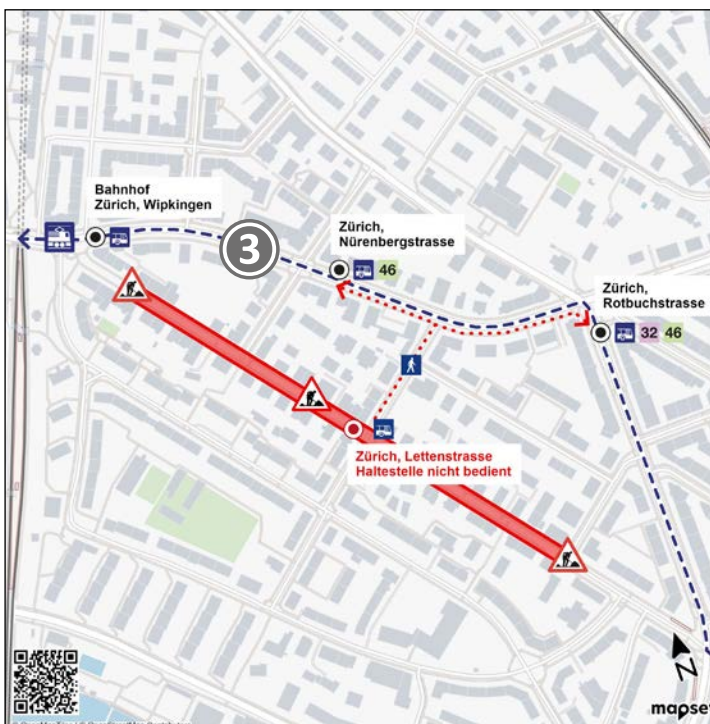 Bahnhof
Zürich, Wipkingen
3
Zürich,
Nürenbergstrasse
46
Zürich,
Rotbuchstrasse
32 46
Zürich, Lettenstrasse
Haltestelle nicht bedient
N
mapset